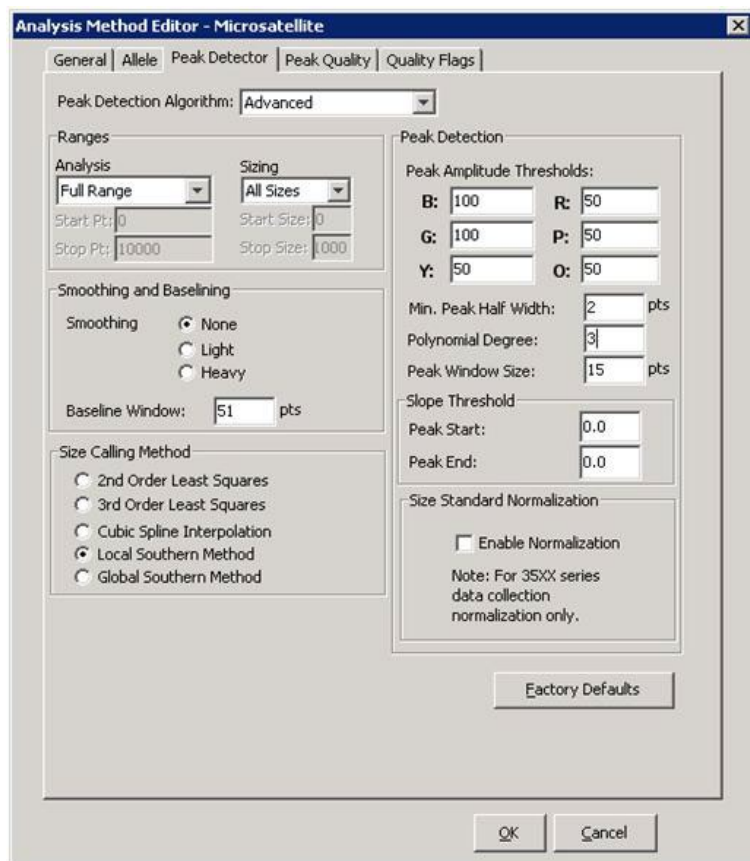 Analysis Method Editor - Microsatellite
General Allele Peak Detector Peak Quality Quality Flags
Peak Detection Algorithm: Advanced
Ranges
Analysis
Full Range
Start Pt: 0
Stop Pt: 10000
Sizing
All Sizes
Start Size: 0
Stop Size: 1000
Smoothing and Baselining
Smoothing
None
Light
Heavy
Baseline Window: 51 pts
Size Calling Method
2nd Order Least Squares
3rd Order Least Squares
Cubic Spline Interpolation
Local Southern Method
Global Southern Method
Peak Detection
Peak Amplitude Thresholds:
B: 100 R: 50
G: 100 P: 50
Y: 50 O: 50
Min. Peak Half Width: 2 pts
Polynomial Degree: 3
Peak Window Size: 15 pts
Slope Threshold
Peak Start: 0.0
Peak End: 0.0
Size Standard Normalization
Enable Normalization
Note: For 35XX series
data collection
normalization only.
Factory Defaults
OK Cancel